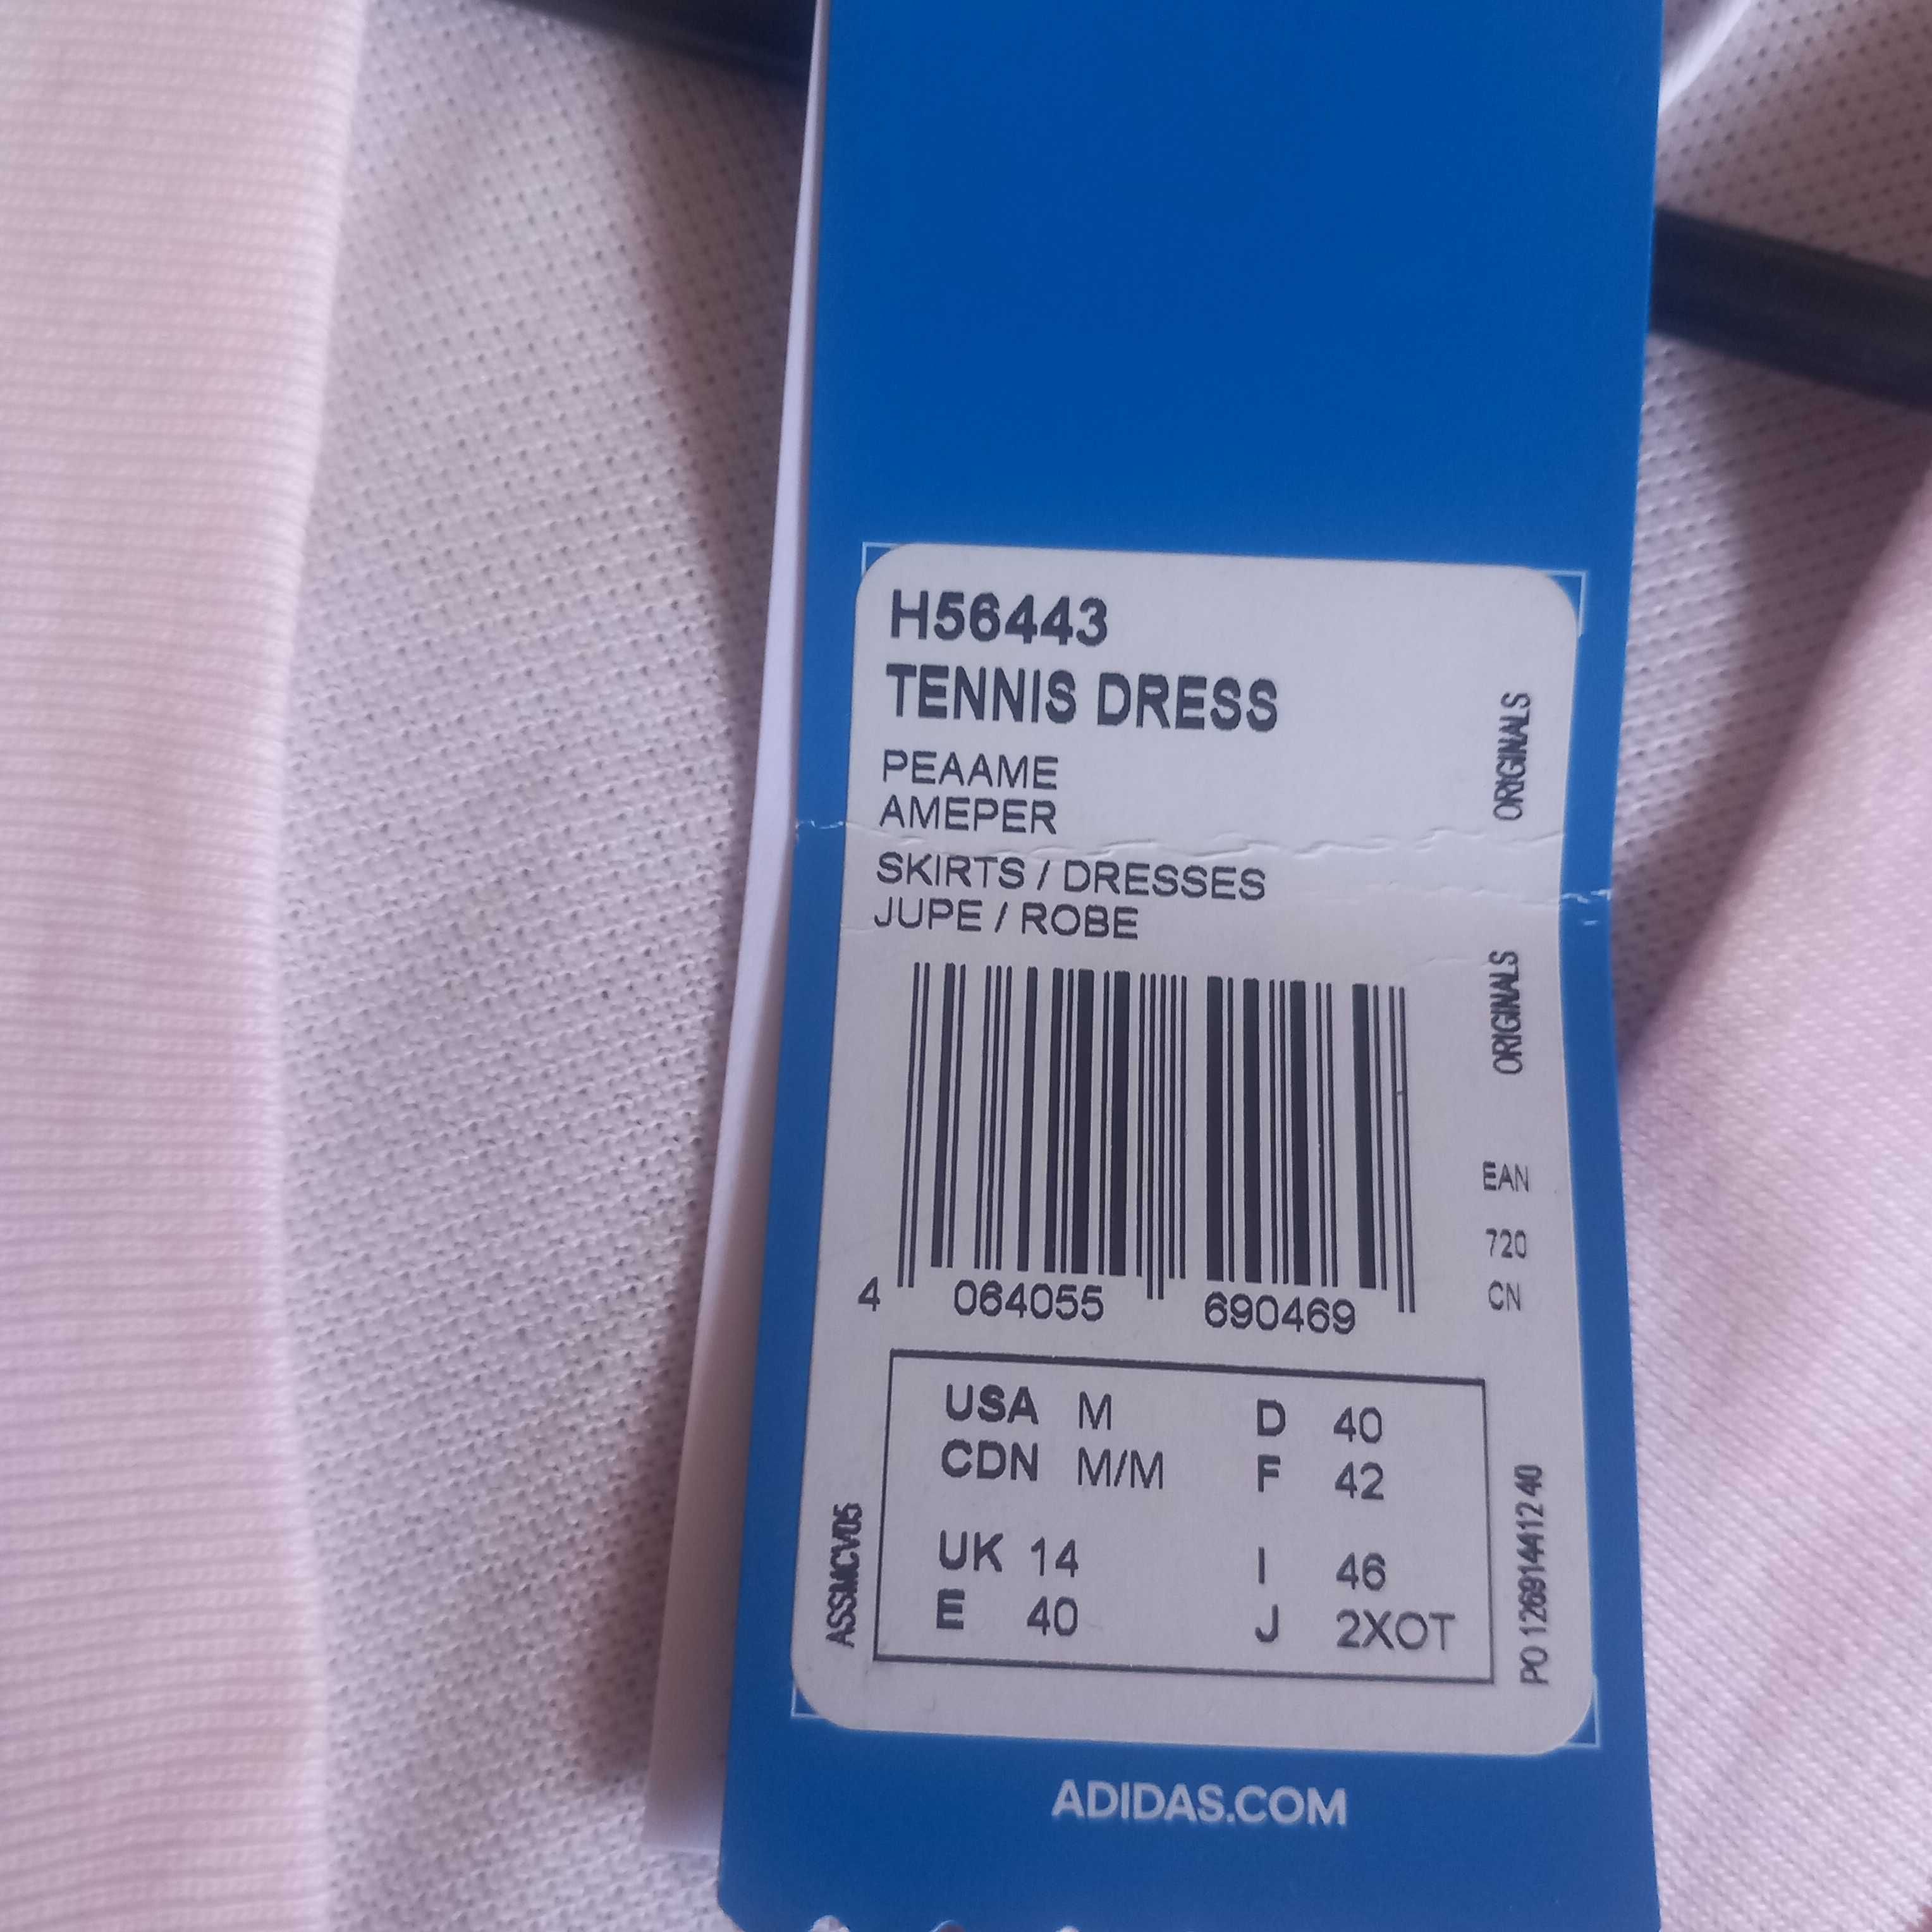 H56443
TENNIS DRESS
PEAAME
AMEPER
SKIRTS / DRESSES
JUPE / ROBE
ORIGINALS
ORIGINALS
EAN
720
CN
4 064055 690469
USA M D 40
CDN M/M F 42
UK 14 I 46
E 40 J 2XOT
ASSMCV05
PO 1269144122 40
ADIDAS.COM